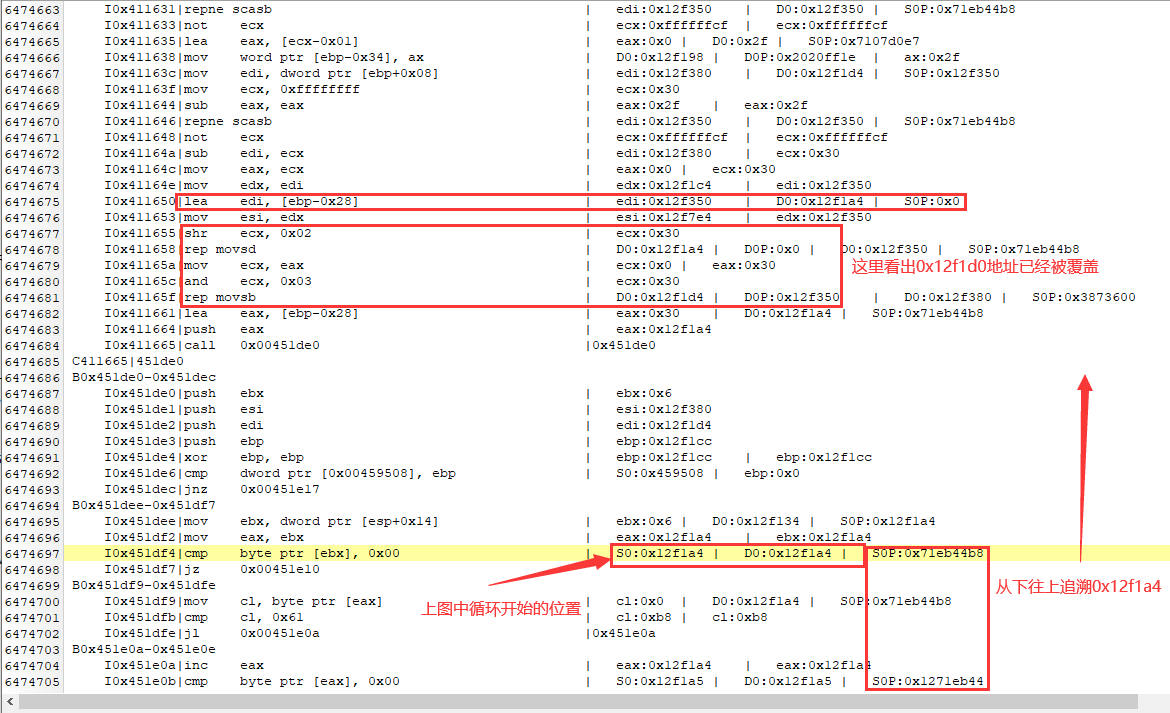 6474663 I0x411631|repne scasb | edi:0x12f350 | D0:0x12f350 | S0P:0x71eb44b8
6474664 I0x411633|not ecx | ecx:0xffffffcf | ecx:0xffffffcf
6474665 I0x411635|lea eax, [ecx-0x01] | eax:0x0 | D0:0x2f | S0P:0x7107d0e7
6474666 I0x411638|mov word ptr [ebp-0x34], ax | D0:0x12f198 | D0P:0x2020ff1e | ax:0x2f
6474667 I0x41163c|mov edi, dword ptr [ebp+0x08] | edi:0x12f380 | D0:0x12f1d4 | S0P:0x12f350
6474668 I0x41163f|mov ecx, 0xffffffff | ecx:0x30
6474669 I0x411644|sub eax, eax | eax:0x2f | eax:0x2f
6474670 I0x411646|repne scasb | edi:0x12f350 | D0:0x12f350 | S0P:0x71eb44b8
6474671 I0x411648|not ecx | ecx:0xffffffcf | ecx:0xffffffcf
6474672 I0x41164a|sub edi, ecx | edi:0x12f380 | ecx:0x30
6474673 I0x41164c|mov eax, ecx | eax:0x0 | ecx:0x30
6474674 I0x41164e|mov edx, edi | edx:0x12f1c4 | edi:0x12f350
6474675 I0x411650|lea edi, [ebp-0x28] | edi:0x12f350 | D0:0x12f1a4 | S0P:0x0
6474676 I0x411653|mov esi, edx | esi:0x12f7e4 | edx:0x12f350
6474677 I0x411655|shr ecx, 0x02 | ecx:0x30
6474678 I0x411658|rep movsd | D0:0x12f1a4 | D0P:0x0 | D0:0x12f350 | S0P:0x71eb44b8
6474679 I0x41165a|mov ecx, eax | ecx:0x0 | eax:0x30
这里看出0x12f1d0地址已经被覆盖
6474680 I0x41165c|and ecx, 0x03 | ecx:0x30
6474681 I0x41165f|rep movsb | D0:0x12f1d4 | D0P:0x12f350 | D0:0x12f380 | S0P:0x3873600
6474682 I0x411661|lea eax, [ebp-0x28] | eax:0x30 | D0:0x12f1a4 | S0P:0x71eb44b8
6474683 I0x411664|push eax | eax:0x12f1a4
6474684 I0x411665|call 0x00451de0 |0x451de0
6474685 C411665|451de0
6474686 B0x451de0-0x451dec
6474687 I0x451de0|push ebx | ebx:0x6
6474688 I0x451de1|push esi | esi:0x12f380
6474689 I0x451de2|push edi | edi:0x12f1d4
6474690 I0x451de3|push ebp | ebp:0x12f1cc
6474691 I0x451de4|xor ebp, ebp | ebp:0x12f1cc | ebp:0x12f1cc
6474692 I0x451de6|cmp dword ptr [0x00459508], ebp | S0:0x459508 | ebp:0x0
6474693 I0x451dec|jnz 0x00451e17
6474694 B0x451dee-0x451df7
6474695 I0x451dee|mov ebx, dword ptr [esp+0x14] | ebx:0x6 | D0:0x12f134 | S0P:0x12f1a4
6474696 I0x451df2|mov eax, ebx | eax:0x12f1a4 | ebx:0x12f1a4
6474697 I0x451df4|cmp byte ptr [ebx], 0x00 | S0:0x12f1a4 | D0:0x12f1a4 | S0P:0x71eb44b8
6474698 I0x451df7|jz 0x00451e10
6474699 B0x451df9-0x451dfe
从下往上追溯0x12f1a4
6474700 I0x451df9|mov cl, byte ptr [eax] | cl:0x0 | D0:0x12f1a4 | S0P:0x71eb44b8
上图中循环开始的位置
6474701 I0x451dfb|cmp cl, 0x61 | cl:0xb8 | cl:0xb8
6474702 I0x451dfe|jl 0x00451e0a |0x451e0a
6474703 B0x451e0a-0x451e0e
6474704 I0x451e0a|inc eax | eax:0x12f1a4 | eax:0x12f1a4
6474705 I0x451e0b|cmp byte ptr [eax], 0x00 | S0:0x12f1a5 | D0:0x12f1a5 | S0P:0x1271eb44